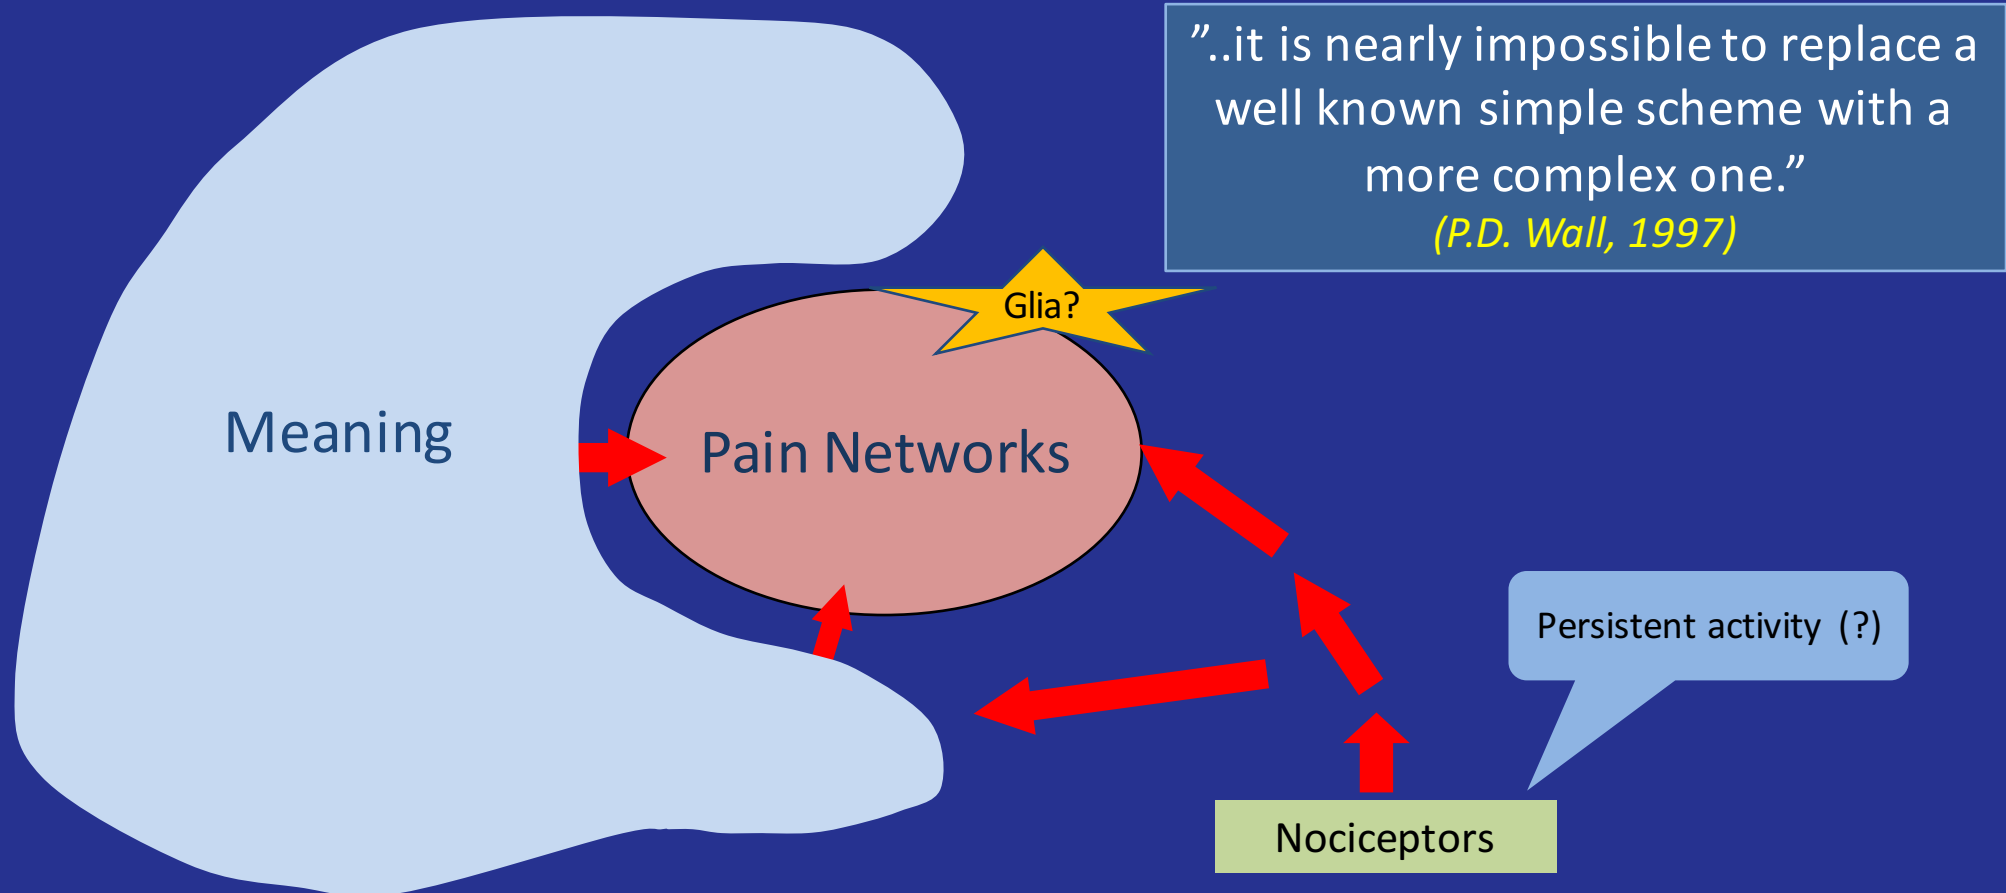 ”..it is nearly impossible to replace a
well known simple scheme with a
more complex one.”
(P.D. Wall, 1997)
Glia?
Meaning
Pain Networks
Persistent activity (?)
Nociceptors